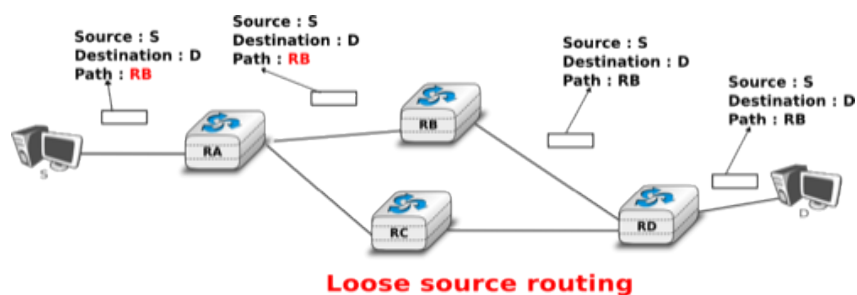 Source : S
Destination : D
Path : RB
Source : S
Destination : D
Path : RB
Source : S
Destination : D
Path : RB
Source : S
Destination : D
Path : RB
RA
RB
RC
RD
S
D
Loose source routing